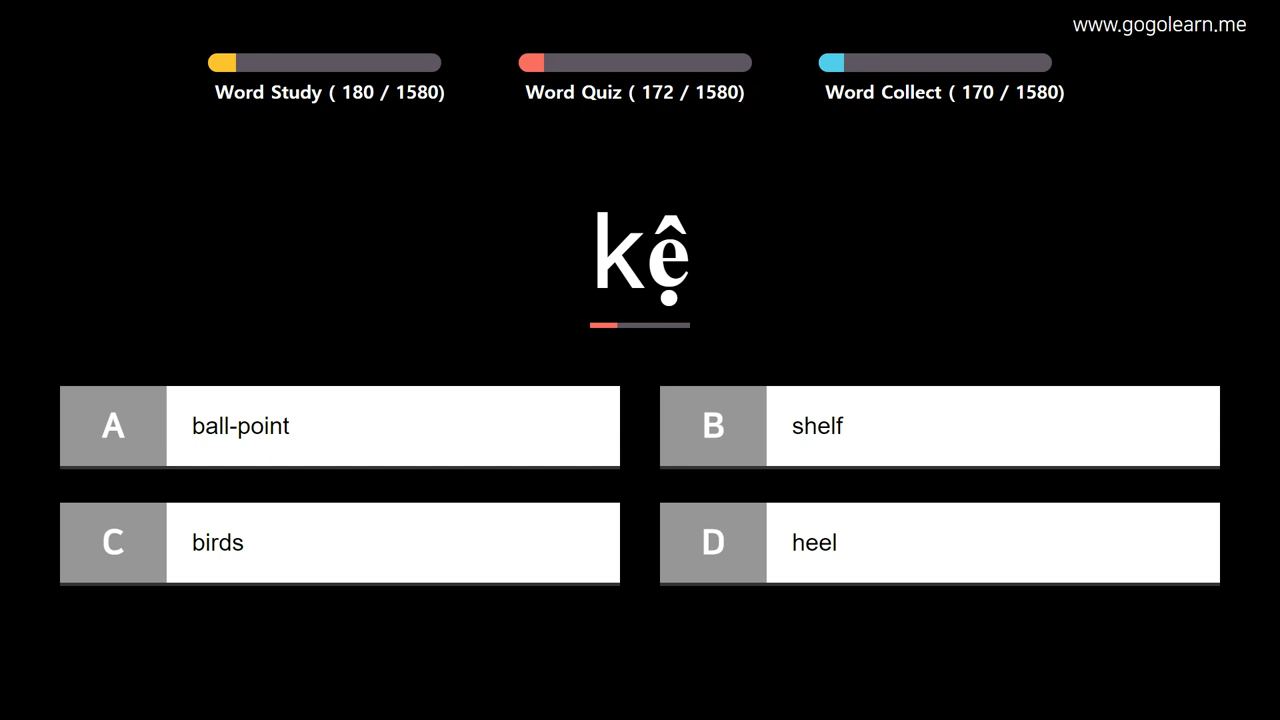 www.gogolearn.me
Word Study ( 180 / 1580) Word Quiz ( 172 / 1580) Word Collect ( 170 / 1580)
kệ
A ball-point
B shelf
C birds
D heel